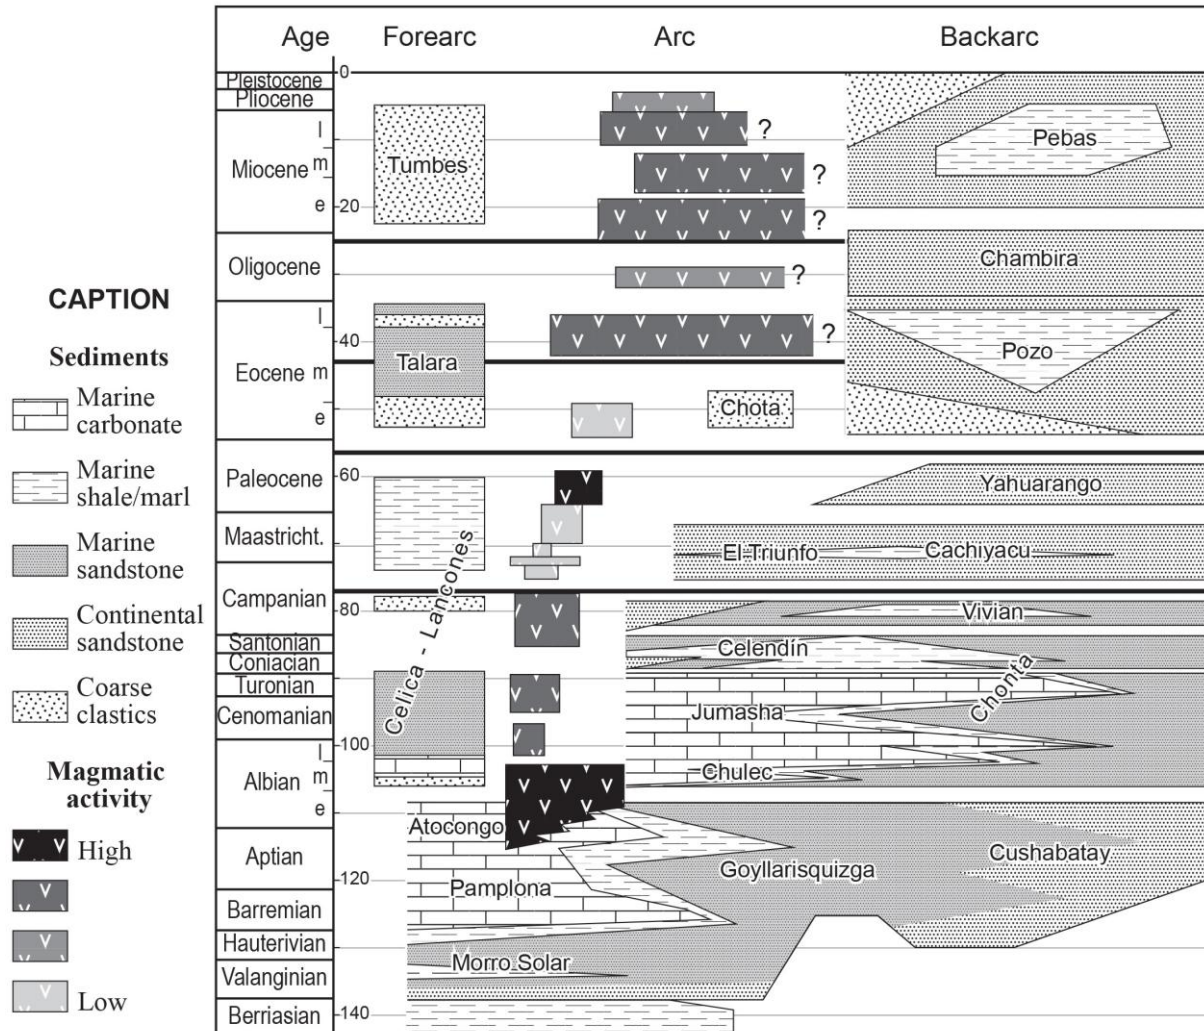 Age
Forearc
Arc
Backarc
Pleistocene
Pliocene
Miocene
l
m
e
Oligocene
Eocene
l
m
e
Paleocene
Maastricht.
Campanian
Santonian
Coniacian
Turonian
Cenomanian
Albian
l
m
e
Aptian
Barremian
Hauterivian
Valanginian
Berriasian
0
20
40
60
80
100
120
140
Tumbes
Talara
Celica - Lancones
?
?
?
?
?
Chota
Pebas
Chambira
Pozo
Yahuarango
El Triunfo
Cachiyacu
Vivian
Celendín
Chonta
Jumasha
Chulec
Atocongo
Pamplona
Goyllarisquizga
Cushabatay
Morro Solar
CAPTION
Sediments
Marine
carbonate
Marine
shale/marl
Marine
sandstone
Continental
sandstone
Coarse
clastics
Magmatic
activity
High
Low